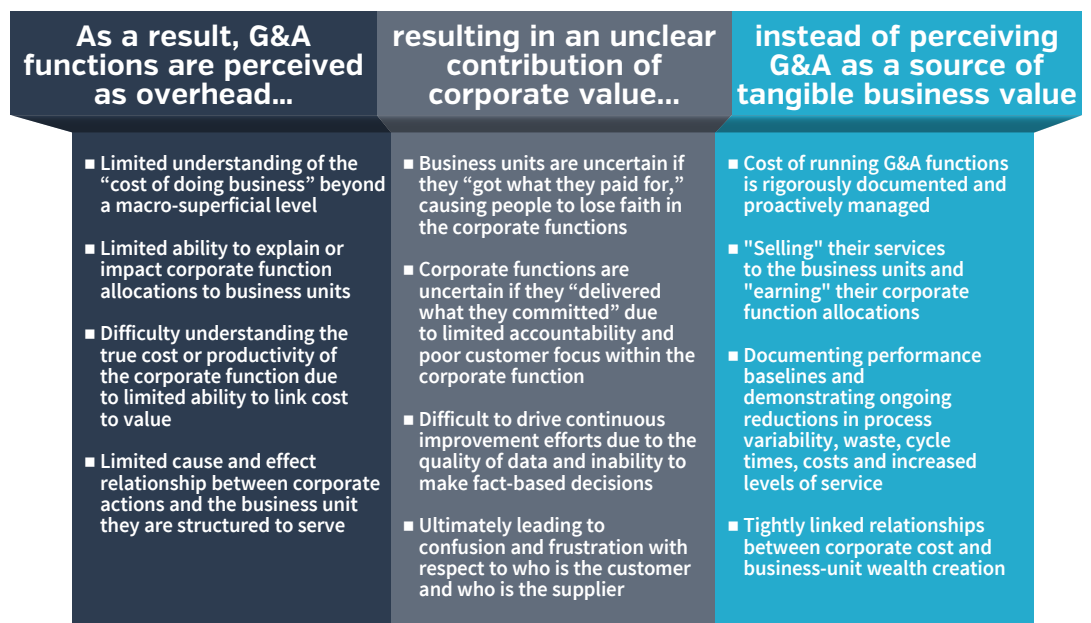 As a result, G&A
functions are perceived
as overhead...
■ Limited understanding of the
“cost of doing business” beyond
a macro-superficial level
■ Limited ability to explain or
impact corporate function
allocations to business units
■ Difficulty understanding the
true cost or productivity of
the corporate function due
to limited ability to link cost
to value
■ Limited cause and effect
relationship between corporate
actions and the business unit
they are structured to serve
resulting in an unclear
contribution of
corporate value...
■ Business units are uncertain if
they “got what they paid for,”
causing people to lose faith in
the corporate functions
■ Corporate functions are
uncertain if they “delivered
what they committed” due
to limited accountability and
poor customer focus within the
corporate function
■ Difficult to drive continuous
improvement efforts due to the
quality of data and inability to
make fact-based decisions
■ Ultimately leading to
confusion and frustration with
respect to who is the customer
and who is the supplier
instead of perceiving
G&A as a source of
tangible business value
■ Cost of running G&A functions
is rigorously documented and
proactively managed
■ "Selling" their services
to the business units and
"earning" their corporate
function allocations
■ Documenting performance
baselines and
demonstrating ongoing
reductions in process
variability, waste, cycle
times, costs and increased
levels of service
■ Tightly linked relationships
between corporate cost and
business-unit wealth creation